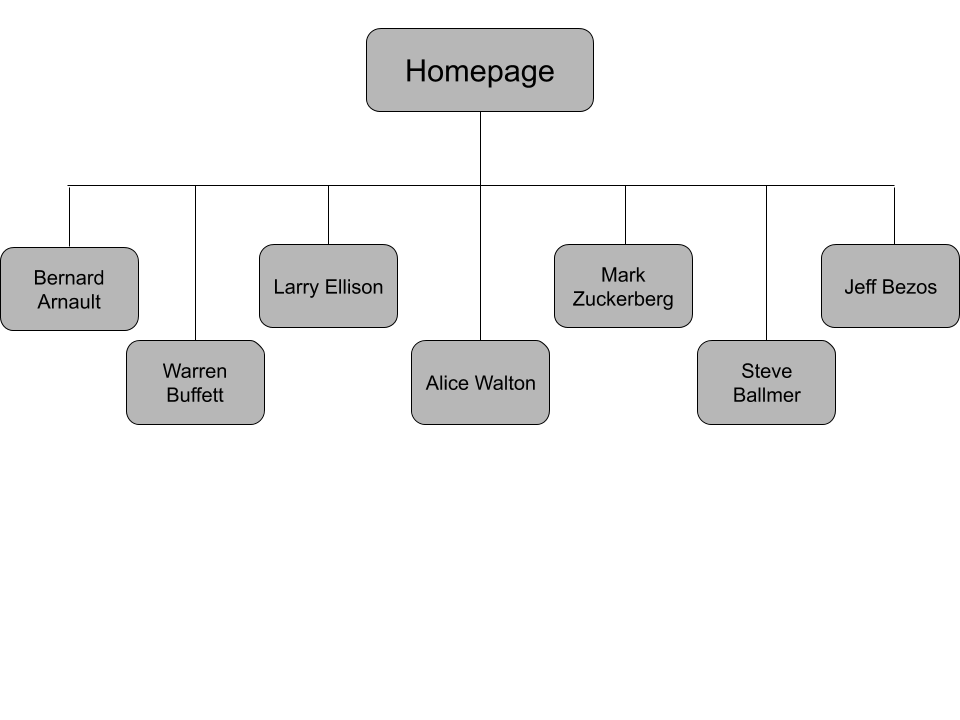 Homepage
Bernard
Arnault
Larry Ellison
Mark
Zuckerberg
Jeff Bezos
Warren
Buffett
Alice Walton
Steve
Ballmer